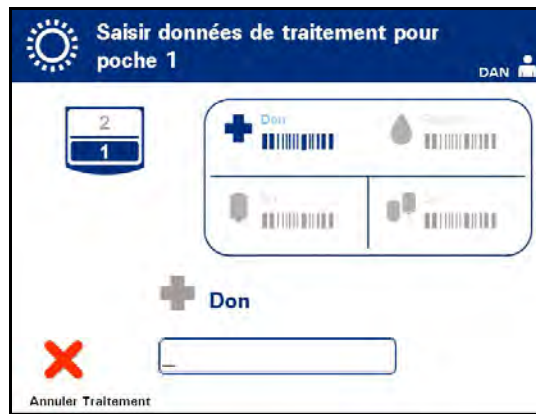 Saisir données de traitement pour
poche 1
DAN
2
1
Don
Don
Annuler Traitement